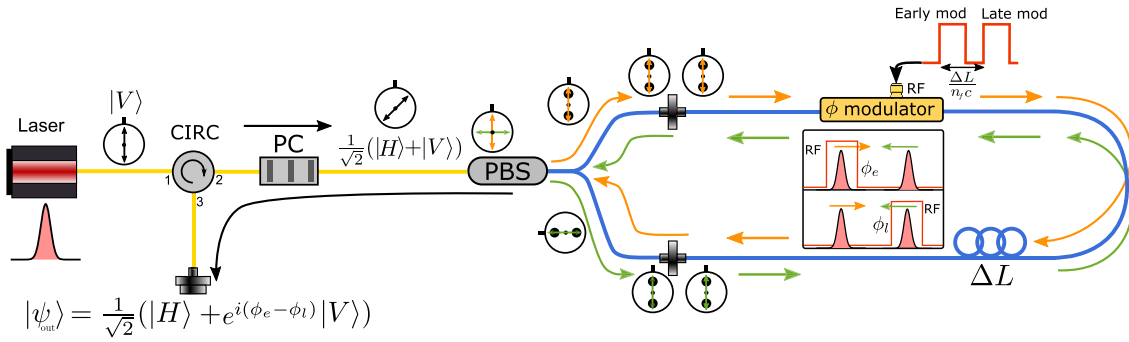 Early mod Late mod
ΔL/n_f c
RF
Laser
|V⟩
CIRC
1 2
3
PC
1/√2(|H⟩+|V⟩)
PBS
ϕ modulator
RF ϕ_e
ϕ_l RF
ΔL
|ψ_out⟩ = 1/√2(|H⟩ + e^{i(ϕ_e−ϕ_l)}|V⟩)